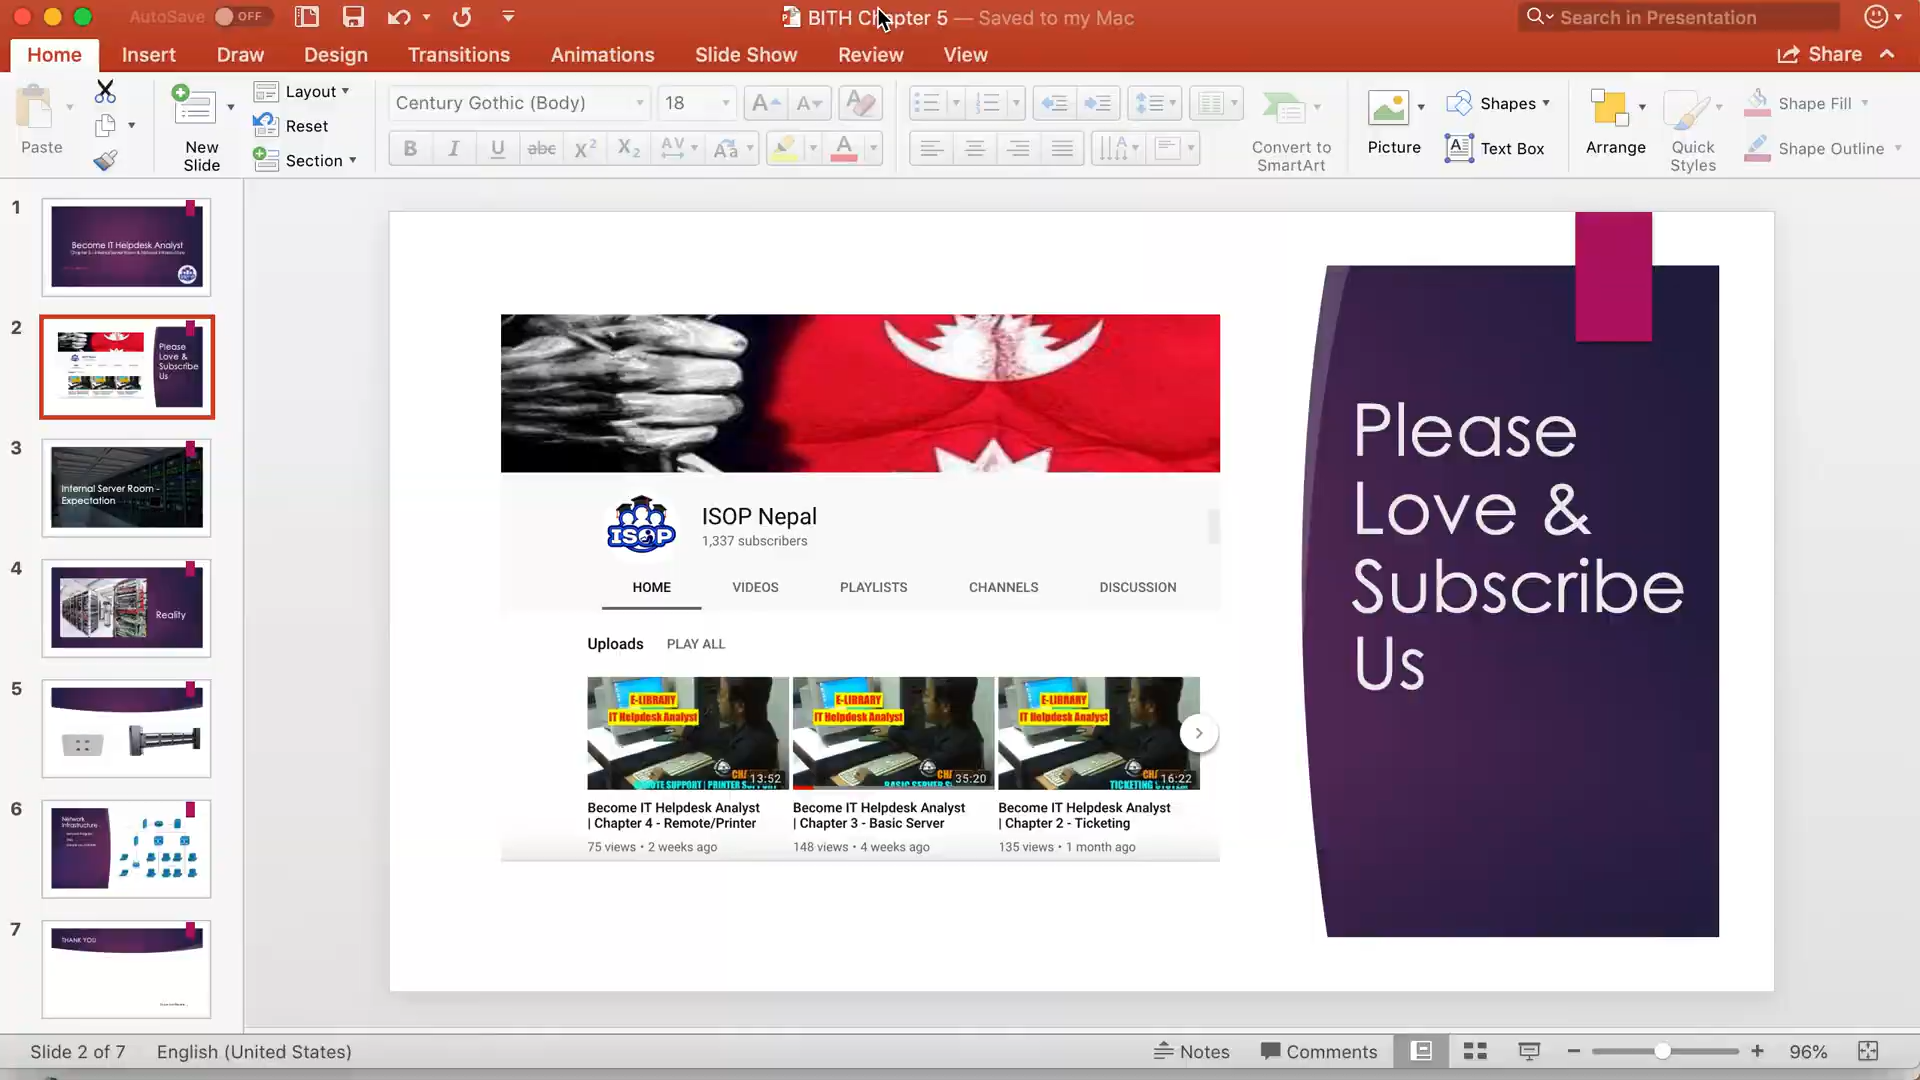 AutoSave OFF
BITH Chapter 5 — Saved to my Mac
Search in Presentation
Home Insert Draw Design Transitions Animations Slide Show Review View
Share
Paste
New Slide
Layout
Reset
Section
Century Gothic (Body) 18
Convert to SmartArt
Picture
Shapes
Text Box
Arrange
Quick Styles
Shape Fill
Shape Outline
1
Become IT Helpdesk Analyst
2
Please
Love &
Subscribe
Us
3
Internal Server Room -
Expectation
4
Reality
5
6
Network
Infrastructure
7
THANK YOU
ISOP
ISOP Nepal
1,337 subscribers
HOME VIDEOS PLAYLISTS CHANNELS DISCUSSION
Uploads PLAY ALL
E-LIBRARY
IT Helpdesk Analyst
13:52
E-LIBRARY
IT Helpdesk Analyst
35:20
E-LIBRARY
IT Helpdesk Analyst
TICKETING
16:22
Become IT Helpdesk Analyst
| Chapter 4 - Remote/Printer
75 views • 2 weeks ago
Become IT Helpdesk Analyst
| Chapter 3 - Basic Server
148 views • 4 weeks ago
Become IT Helpdesk Analyst
| Chapter 2 - Ticketing
135 views • 1 month ago
Please
Love &
Subscribe
Us
Slide 2 of 7 English (United States)
Notes Comments 96%